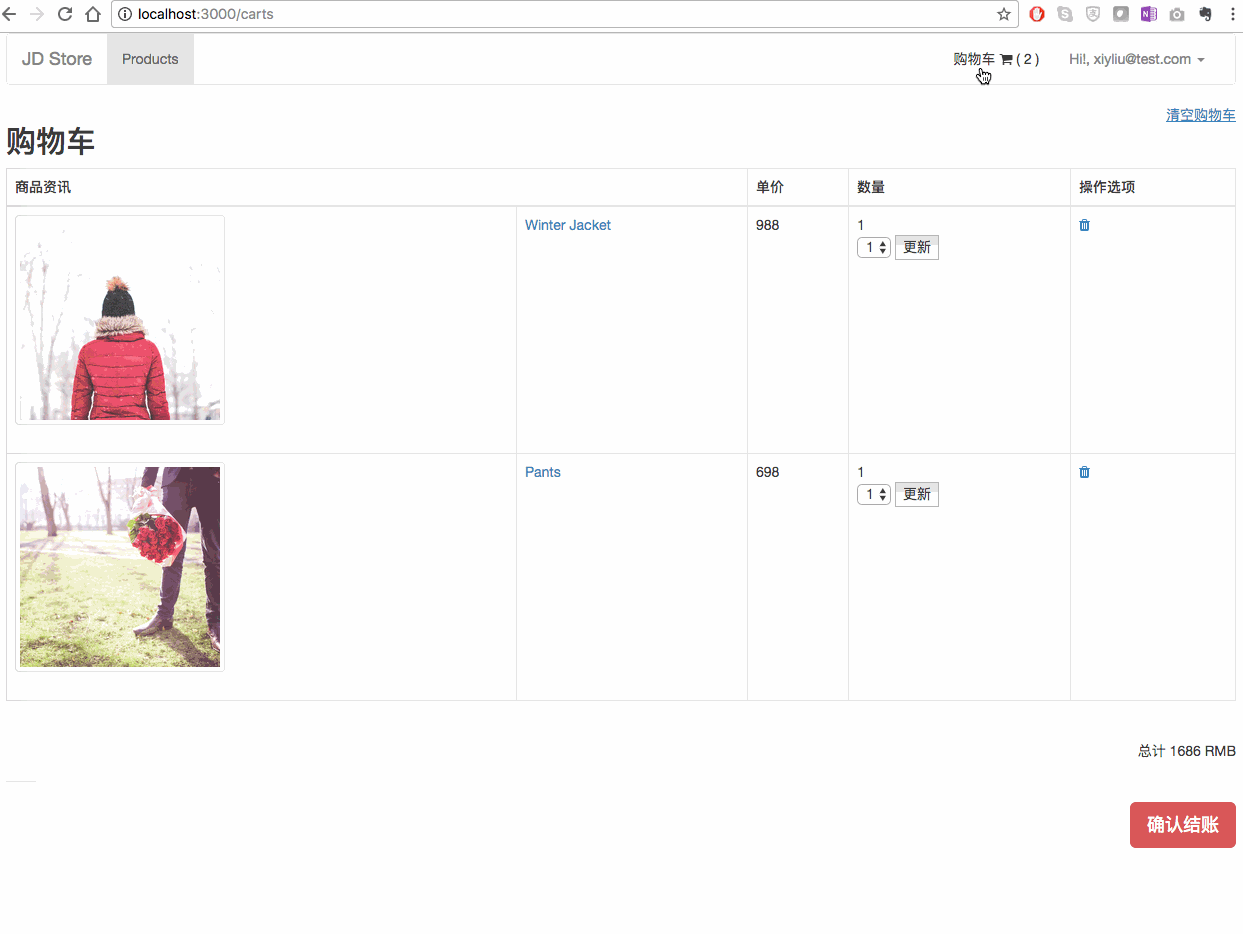 localhost:3000/carts
JD Store Products 购物车 ( 2 ) Hi!, xiyliu@test.com
清空购物车
购物车
商品资讯 单价 数量 操作选项
Winter Jacket 988 1
1 更新
Pants 698 1
1 更新
总计 1686 RMB
确认结账